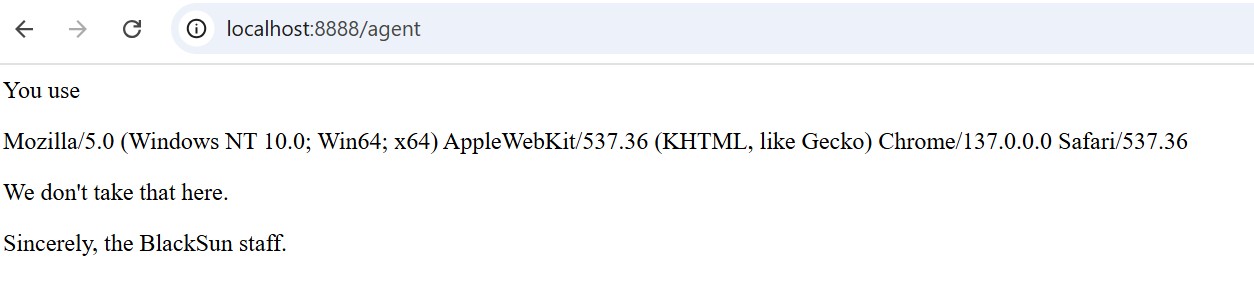 localhost:8888/agent
You use
Mozilla/5.0 (Windows NT 10.0; Win64; x64) AppleWebKit/537.36 (KHTML, like Gecko) Chrome/137.0.0.0 Safari/537.36
We don't take that here.
Sincerely, the BlackSun staff.